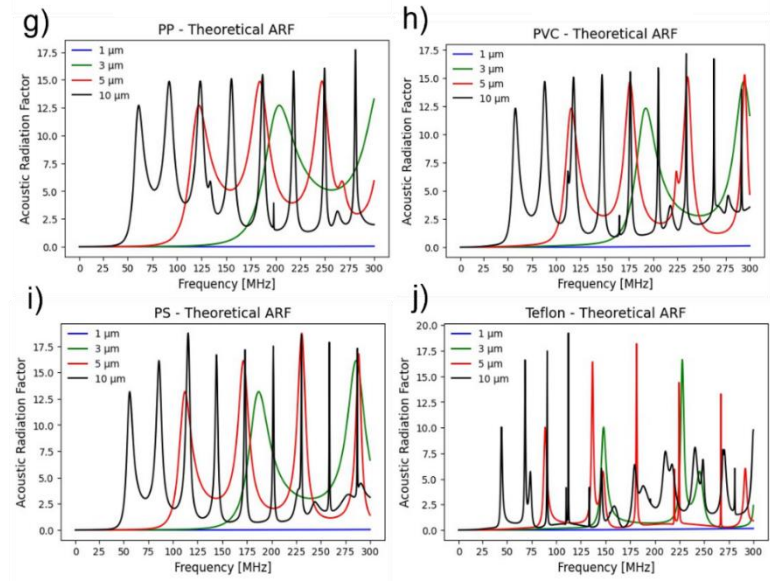 g)
PP - Theoretical ARF
Acoustic Radiation Factor
17.5
15.0
12.5
10.0
7.5
5.0
2.5
0.0
1 μm
3 μm
5 μm
10 μm
0 25 50 75 100 125 150 175 200 225 250 275 300
Frequency [MHz]
h)
PVC - Theoretical ARF
Acoustic Radiation Factor
17.5
15.0
12.5
10.0
7.5
5.0
2.5
0.0
1 μm
3 μm
5 μm
10 μm
0 25 50 75 100 125 150 175 200 225 250 275 300
Frequency [MHz]
i)
PS - Theoretical ARF
Acoustic Radiation Factor
17.5
15.0
12.5
10.0
7.5
5.0
2.5
0.0
1 μm
3 μm
5 μm
10 μm
0 25 50 75 100 125 150 175 200 225 250 275 300
Frequency [MHz]
j)
Teflon - Theoretical ARF
Acoustic Radiation Factor
20.0
17.5
15.0
12.5
10.0
7.5
5.0
2.5
0.0
1 μm
3 μm
5 μm
10 μm
0 25 50 75 100 125 150 175 200 225 250 275 300
Frequency [MHz]